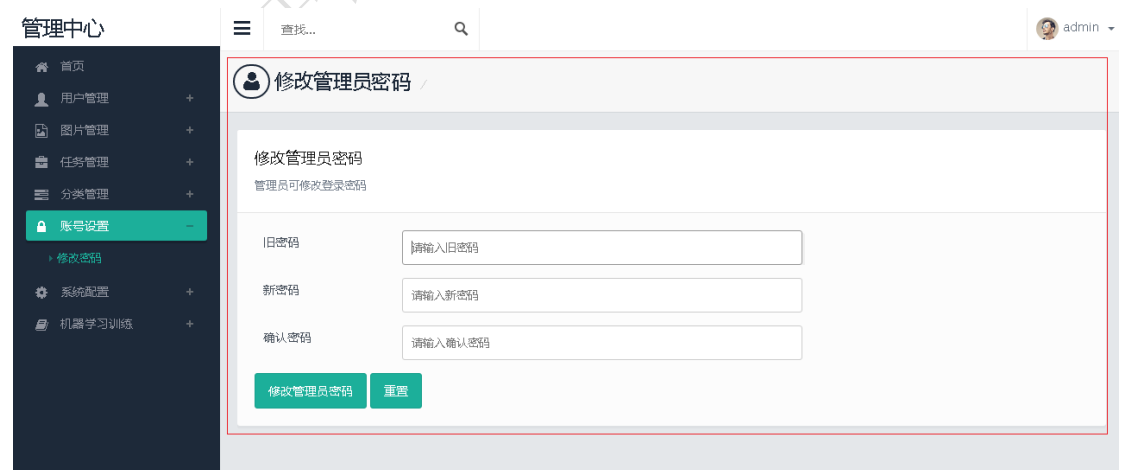 管理中心
查找...
admin
首页
用户管理 +
图片管理 +
任务管理 +
分类管理 +
账号设置 −
修改密码
系统配置 +
机器学习训练 +
修改管理员密码 /
修改管理员密码
管理员可修改登录密码
旧密码 请输入旧密码
新密码 请输入新密码
确认密码 请输入确认密码
修改管理员密码 重置